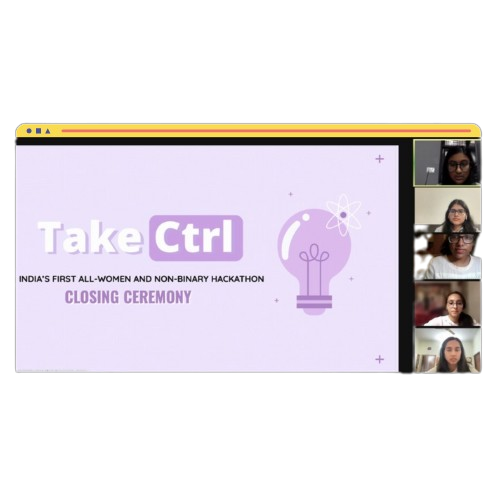 Take Ctrl
INDIA'S FIRST ALL-WOMEN AND NON-BINARY HACKATHON
CLOSING CEREMONY